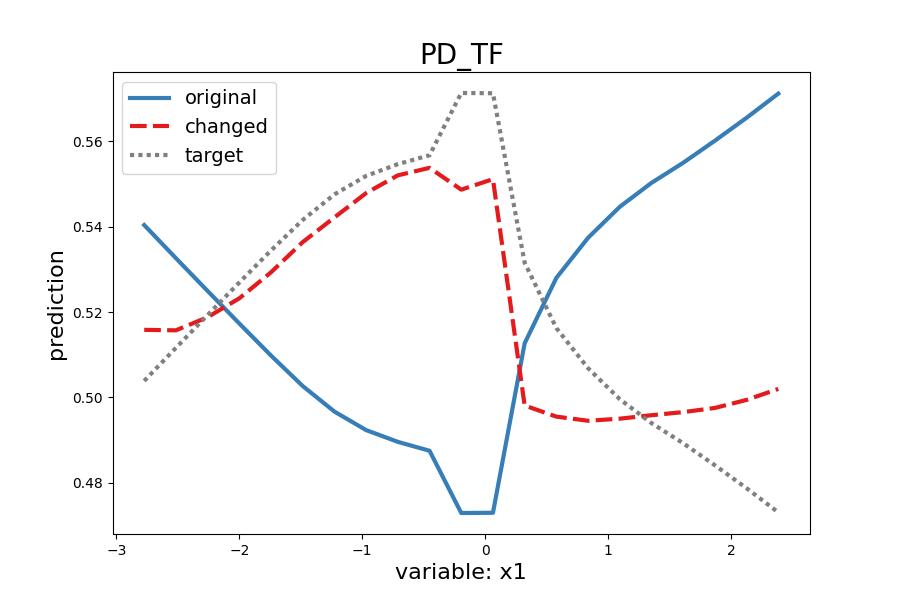 PD_TF
original
changed
target
prediction
0.56
0.54
0.52
0.50
0.48
−3
−2
−1
0
1
2
variable: x1